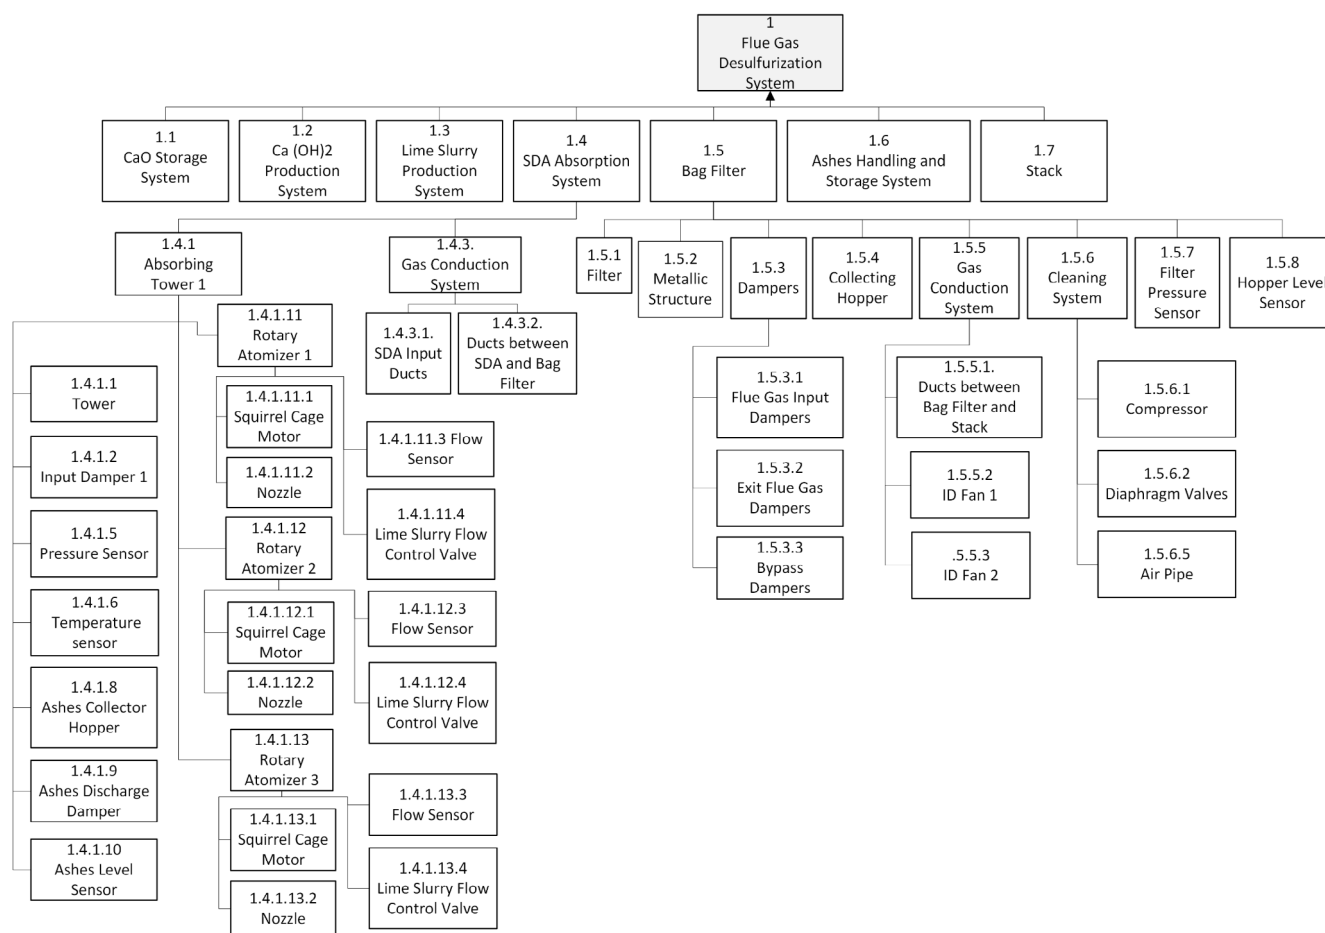 1
Flue Gas
Desulfurization
System
1.1
CaO Storage
System
1.2
Ca (OH)2
Production
System
1.3
Lime Slurry
Production
System
1.4
SDA Absorption
System
1.5
Bag Filter
1.6
Ashes Handling and
Storage System
1.7
Stack
1.4.1
Absorbing
Tower 1
1.4.3.
Gas Conduction
System
1.5.1
Filter
1.5.2
Metallic
Structure
1.5.3
Dampers
1.5.4
Collecting
Hopper
1.5.5
Gas
Conduction
System
1.5.6
Cleaning
System
1.5.7
Filter
Pressure
Sensor
1.5.8
Hopper Level
Sensor
1.4.1.11
Rotary
Atomizer 1
1.4.3.1.
SDA Input
Ducts
1.4.3.2.
Ducts between
SDA and Bag
Filter
1.4.1.1
Tower
1.4.1.2
Input Damper 1
1.4.1.5
Pressure Sensor
1.4.1.6
Temperature
sensor
1.4.1.8
Ashes Collector
Hopper
1.4.1.9
Ashes Discharge
Damper
1.4.1.10
Ashes Level
Sensor
1.4.1.11.1
Squirrel Cage
Motor
1.4.1.11.2
Nozzle
1.4.1.11.3 Flow
Sensor
1.4.1.11.4
Lime Slurry Flow
Control Valve
1.4.1.12
Rotary
Atomizer 2
1.4.1.12.1
Squirrel Cage
Motor
1.4.1.12.2
Nozzle
1.4.1.12.3
Flow Sensor
1.4.1.12.4
Lime Slurry Flow
Control Valve
1.4.1.13
Rotary
Atomizer 3
1.4.1.13.1
Squirrel Cage
Motor
1.4.1.13.2
Nozzle
1.4.1.13.3
Flow Sensor
1.4.1.13.4
Lime Slurry Flow
Control Valve
1.5.3.1
Flue Gas Input
Dampers
1.5.3.2
Exit Flue Gas
Dampers
1.5.3.3
Bypass
Dampers
1.5.5.1.
Ducts between
Bag Filter and
Stack
1.5.5.2
ID Fan 1
.5.5.3
ID Fan 2
1.5.6.1
Compressor
1.5.6.2
Diaphragm Valves
1.5.6.5
Air Pipe